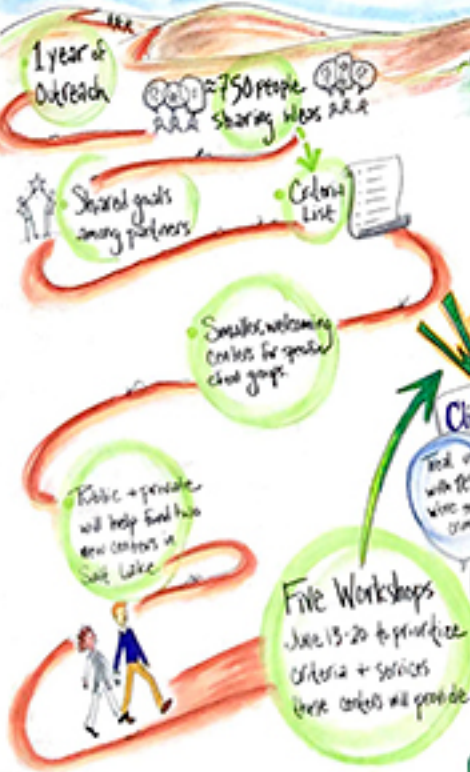 1 year of
Outreach
≈750 people
sharing ideas
Shared goals
among partners
Criteria
List
Smaller, welcoming
centers for specific
client groups
Public + private
will help fund two
new centers in
Salt Lake
Five Workshops
June 13-20 to prioritize
criteria + services
these centers will provide
with